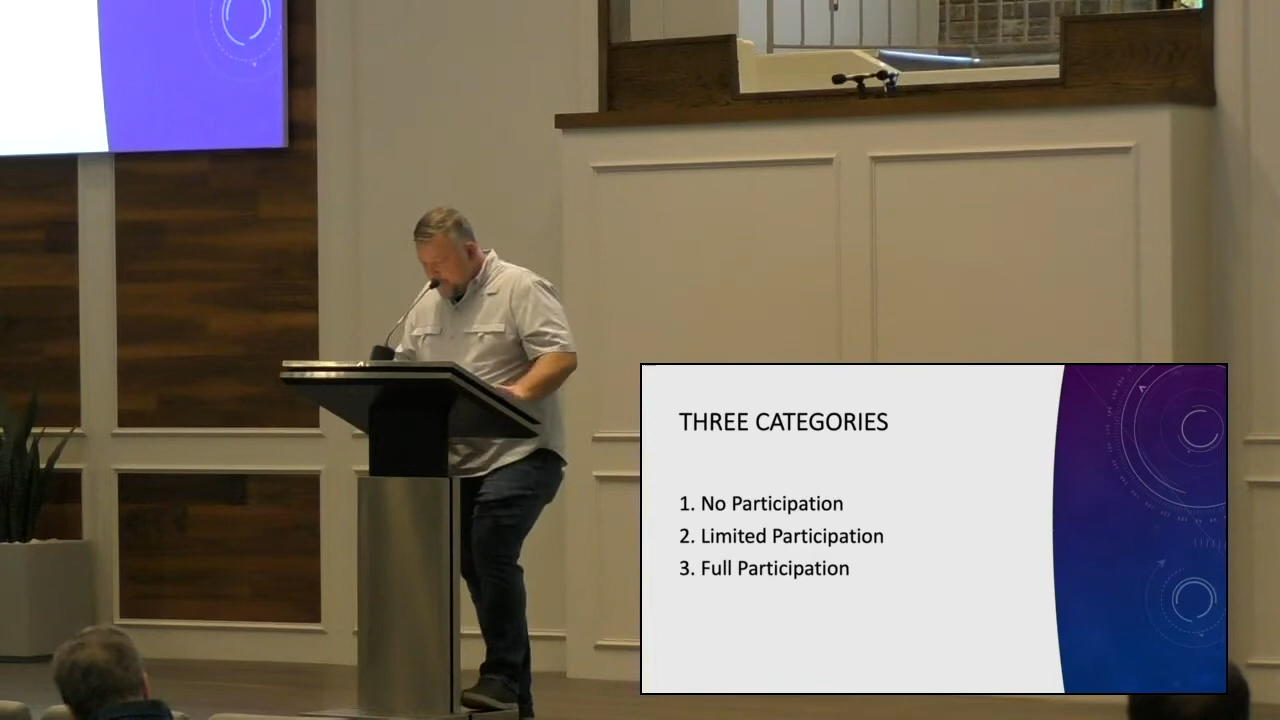 THREE CATEGORIES
1. No Participation
2. Limited Participation
3. Full Participation